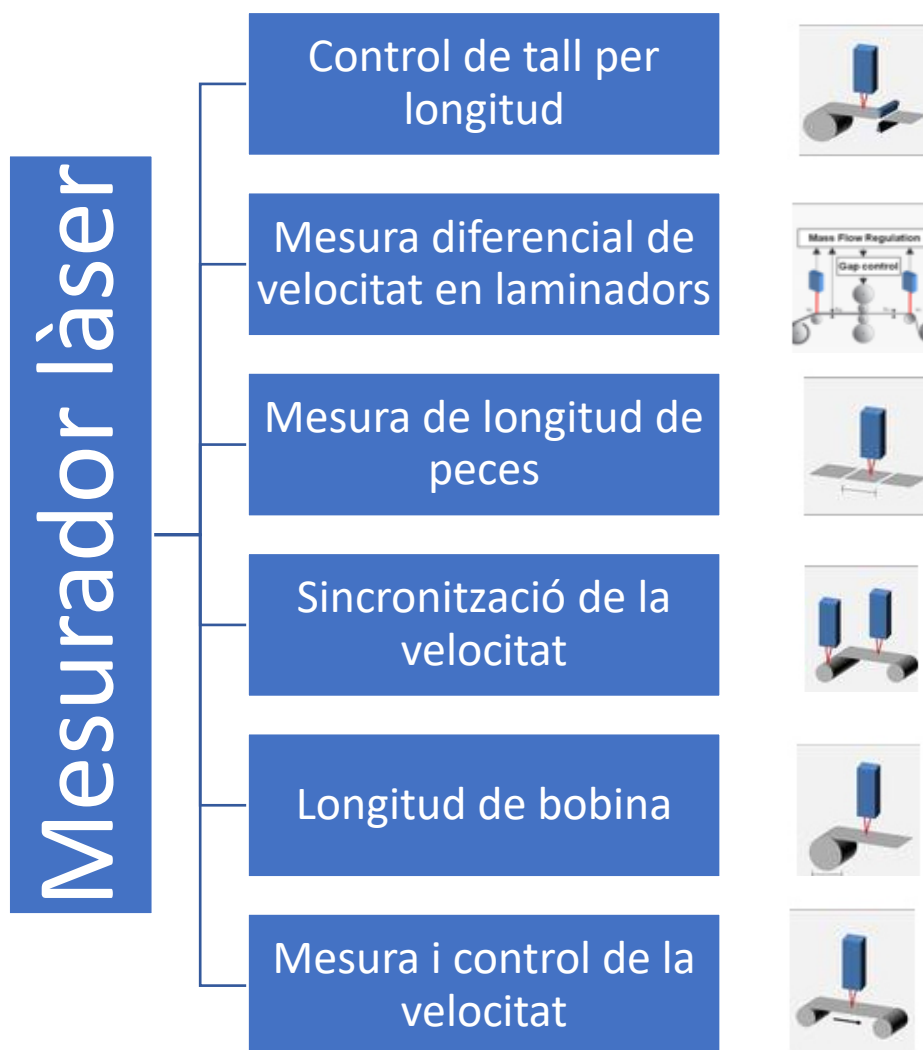 Mesurador làser
Control de tall per
longitud
Mesura diferencial de
velocitat en laminadors
Mass Flow Regulation
Gap control
Mesura de longitud de
peces
Sincronització de la
velocitat
Longitud de bobina
Mesura i control de la
velocitat